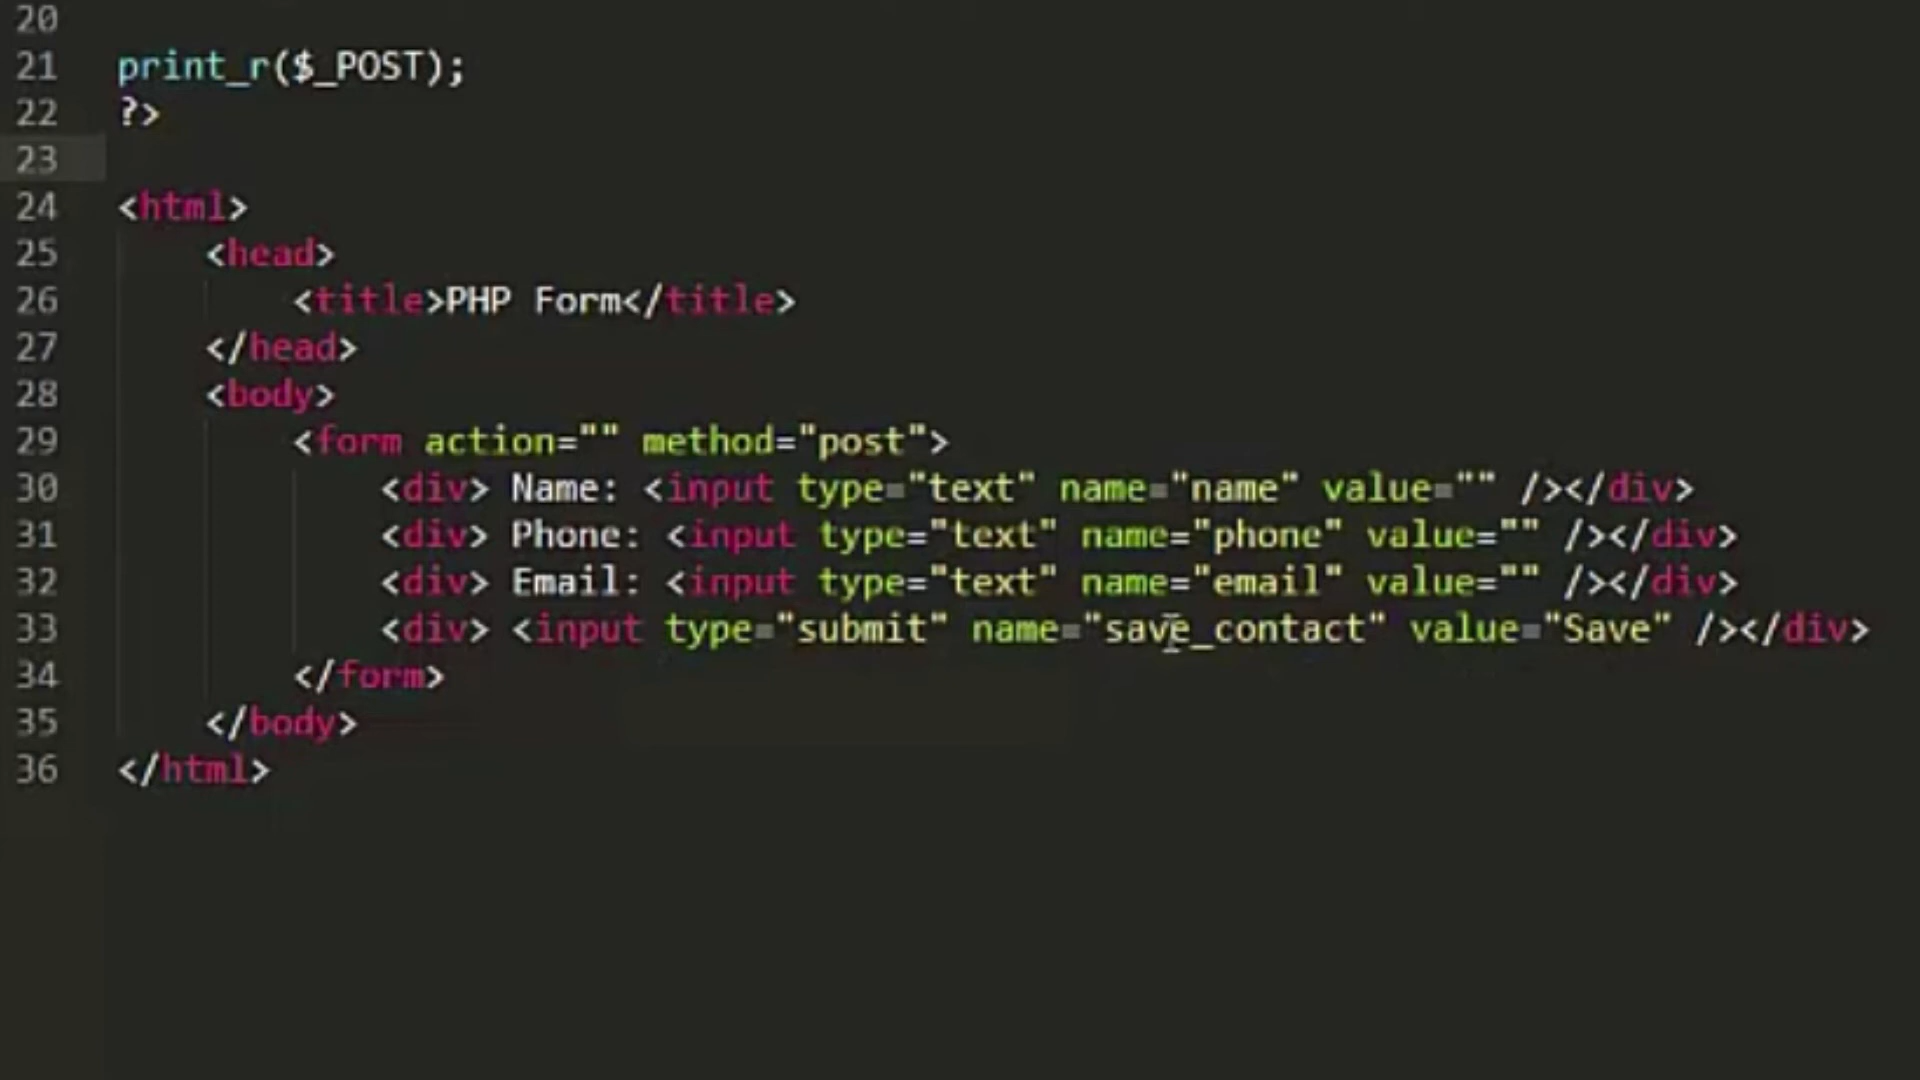 20
21 print_r($_POST);
22 ?>
23
24 <html>
25 <head>
26 <title>PHP Form</title>
27 </head>
28 <body>
29 <form action="" method="post">
30 <div> Name: <input type="text" name="name" value="" /></div>
31 <div> Phone: <input type="text" name="phone" value="" /></div>
32 <div> Email: <input type="text" name="email" value="" /></div>
33 <div> <input type="submit" name="save_contact" value="Save" /></div>
34 </form>
35 </body>
36 </html>